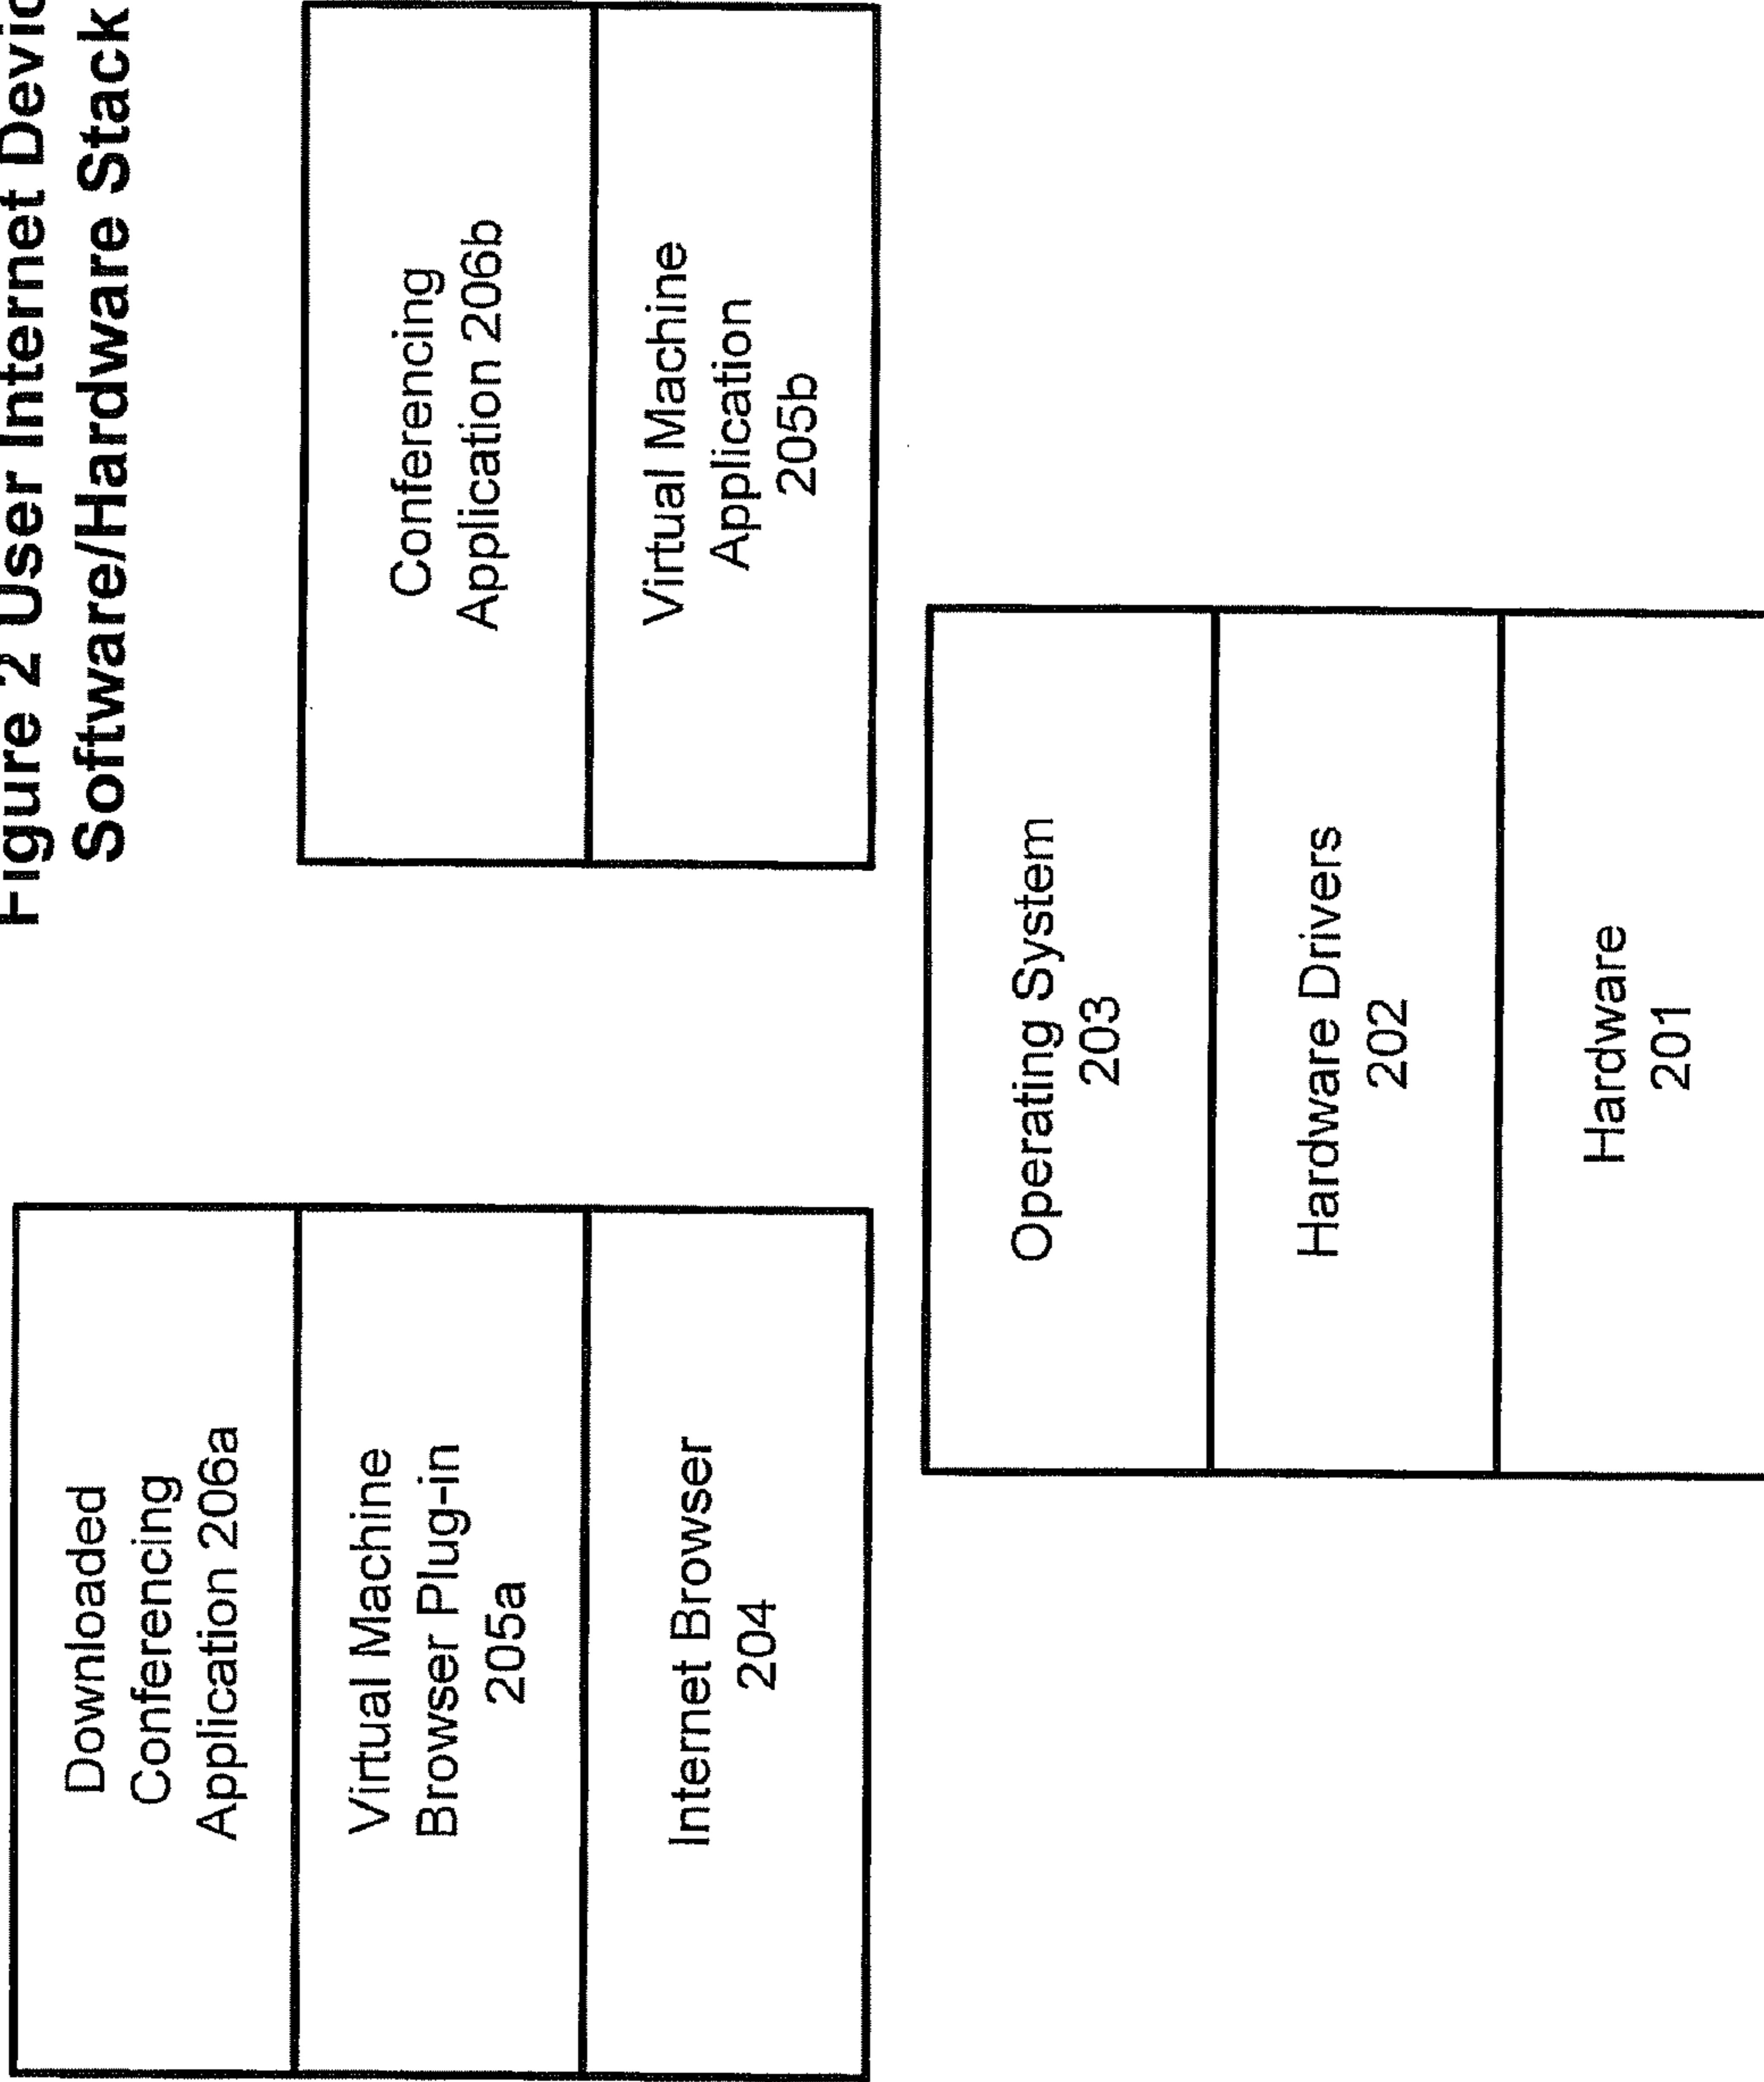 Figure 2 User Internet Devic
Software/Hardware Stack
Downloaded
Conferencing
Application 206a
Virtual Machine
Browser Plug-in
205a
Internet Browser
204
Conferencing
Application 206b
Virtual Machine
Application
205b
Operating System
203
Hardware Drivers
202
Hardware
201